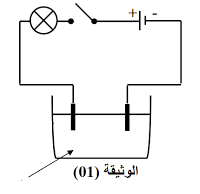 + -
الوثيقة (01)